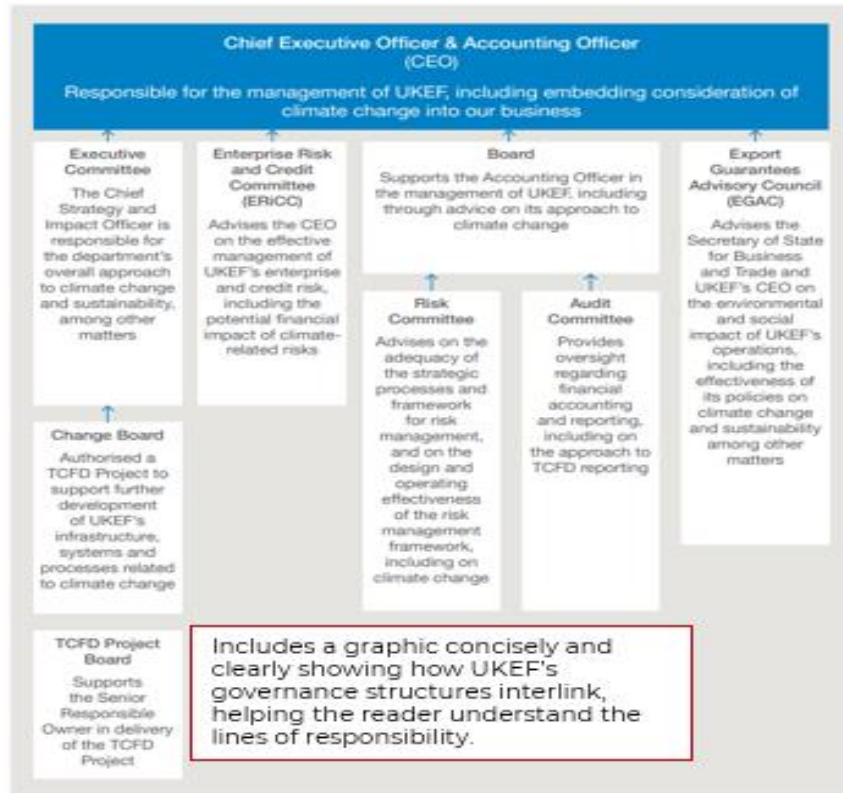 Chief Executive Officer & Accounting Officer
(CEO)
Responsible for the management of UKEF, including embedding consideration of
climate change into our business
Executive
Committee
The Chief
Strategy and
Impact Officer is
responsible for
the department's
overall approach
to climate change
and sustainability,
among other
matters
Enterprise Risk
and Credit
Committee
(ERiCC)
Advises the CEO
on the effective
management of
UKEF's enterprise
and credit risk,
including the
potential financial
impact of climate-
related risks
Board
Supports the Accounting Officer in
the management of UKEF, including
through advice on its approach to
climate change
Export
Guarantees
Advisory Council
(EGAC)
Advises the
Secretary of State
for Business
and Trade and
UKEF's CEO on
the environmental
and social
impact of UKEF's
operations,
including the
effectiveness of
its policies on
climate change
and sustainability
among other
matters
Risk
Committee
Advises on the
adequacy of
the strategic
processes and
framework
for risk
management,
and on the
design and
operating
effectiveness
of the risk
management
framework,
including on
climate change
Audit
Committee
Provides
oversight
regarding
financial
accounting
and reporting,
including on
the approach to
TCFD reporting
Change Board
Authorised a
TCFD Project to
support further
development
of UKEF's
infrastructure,
systems and
processes related
to climate change
TCFD Project
Board
Supports
the Senior
Responsible
Owner in delivery
of the TCFD
Project
Includes a graphic concisely and
clearly showing how UKEF's
governance structures interlink,
helping the reader understand the
lines of responsibility.